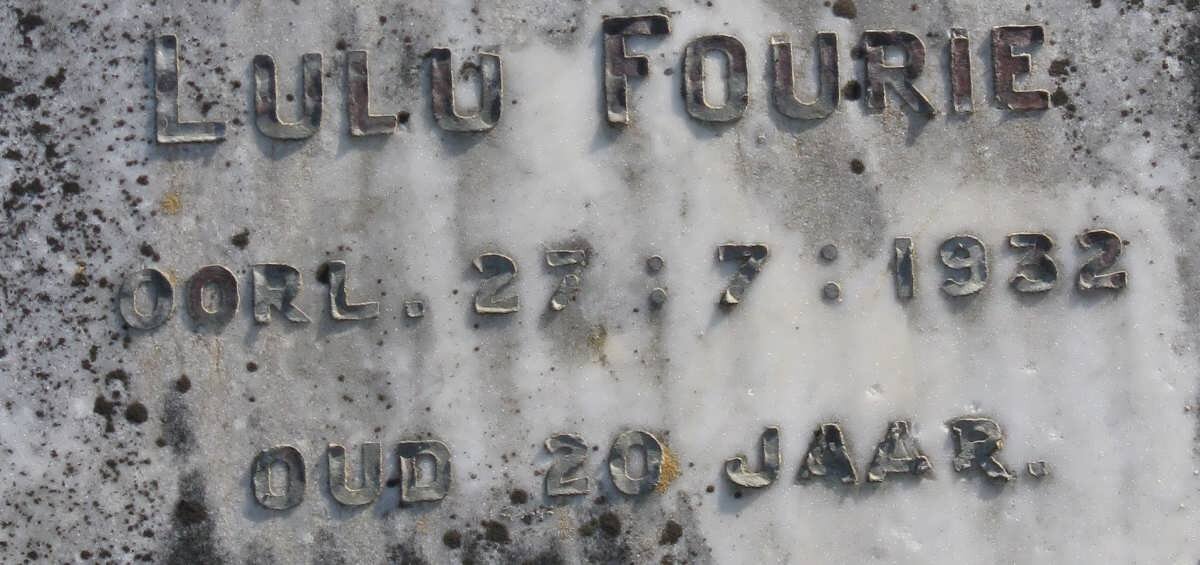 LULU FOURIE
OORL. 27 : 7 : 1932
OUD 20 JAAR.